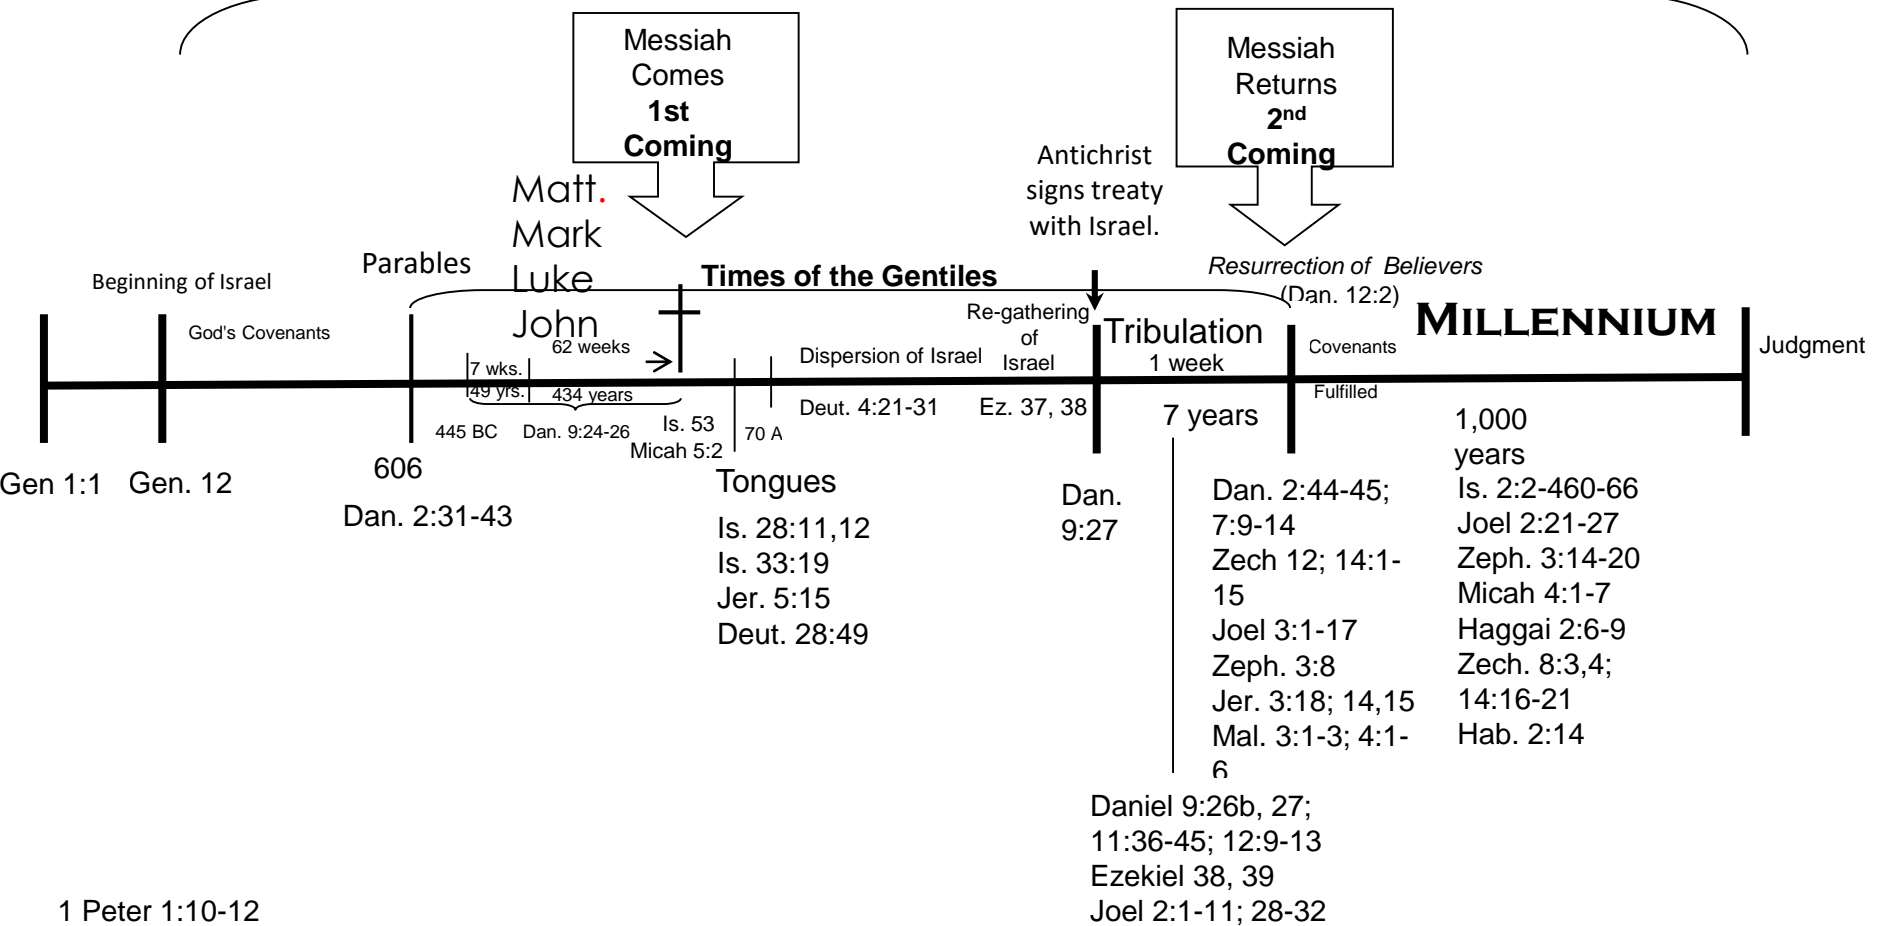 Messiah
Comes
1st
Coming
Messiah
Returns
2nd
Coming
Antichrist
signs treaty
with Israel.
Matt.
Mark
Luke
John
Parables
Beginning of Israel
God's Covenants
Times of the Gentiles
Resurrection of Believers
(Dan. 12:2)
Re-gathering
of
Israel
Tribulation
1 week
MILLENNIUM
Covenants
Fulfilled
Judgment
62 weeks
7 wks.
49 yrs.
434 years
Dispersion of Israel
Deut. 4:21-31
Ez. 37, 38
7 years
445 BC
Dan. 9:24-26
Is. 53
Micah 5:2
70 A
1,000
years
Gen 1:1
Gen. 12
606
Dan. 2:31-43
Tongues
Is. 28:11,12
Is. 33:19
Jer. 5:15
Deut. 28:49
Dan.
9:27
Dan. 2:44-45;
7:9-14
Zech 12; 14:1-
15
Joel 3:1-17
Zeph. 3:8
Jer. 3:18; 14,15
Mal. 3:1-3; 4:1-
6
Is. 2:2-460-66
Joel 2:21-27
Zeph. 3:14-20
Micah 4:1-7
Haggai 2:6-9
Zech. 8:3,4;
14:16-21
Hab. 2:14
Daniel 9:26b, 27;
11:36-45; 12:9-13
Ezekiel 38, 39
Joel 2:1-11; 28-32
1 Peter 1:10-12